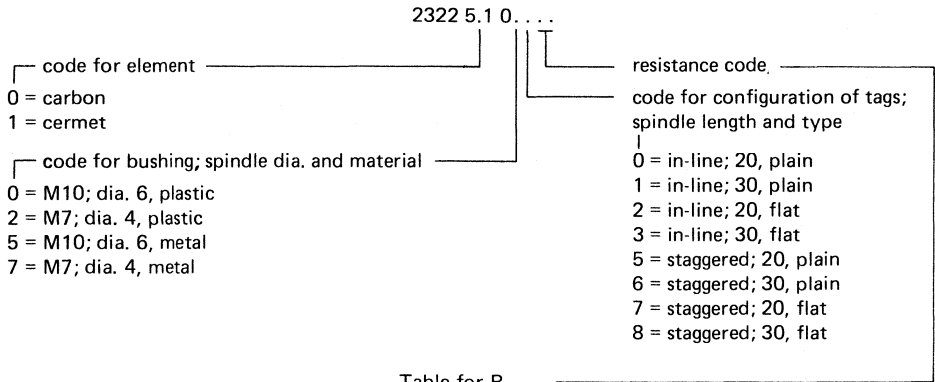 2322 5.1 0. . . .
code for element
0 = carbon
1 = cermet
code for bushing; spindle dia. and material
0 = M10; dia. 6, plastic
2 = M7; dia. 4, plastic
5 = M10; dia. 6, metal
7 = M7; dia. 4, metal
resistance code.
code for configuration of tags;
spindle length and type
0 = in-line; 20, plain
1 = in-line; 30, plain
2 = in-line; 20, flat
3 = in-line; 30, flat
5 = staggered; 20, plain
6 = staggered; 30, plain
7 = staggered; 20, flat
8 = staggered; 30, flat